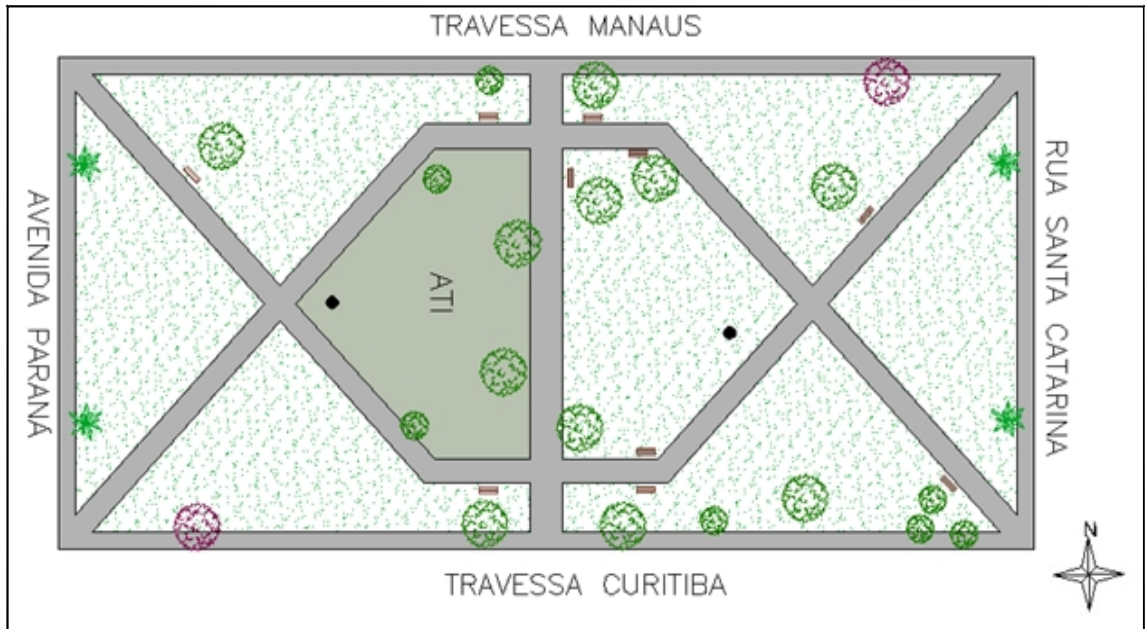 TRAVESSA MANAUS
AVENIDA PARANÁ
ATI
RUA SANTA CATARINA
TRAVESSA CURITIBA
N